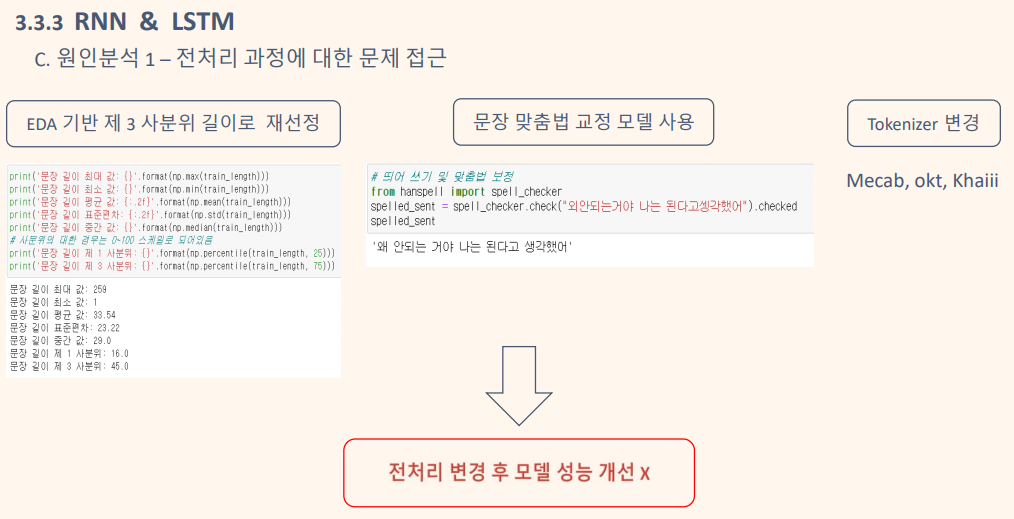 3.3.3 RNN & LSTM
C. 원인분석 1 – 전처리 과정에 대한 문제 접근
EDA 기반 제 3 사분위 길이로 재선정
print('문장 길이 최대 값: {}'.format(np.max(train_length)))
print('문장 길이 최소 값: {}'.format(np.min(train_length)))
print('문장 길이 평균 값: {:.2f}'.format(np.mean(train_length)))
print('문장 길이 표준편차: {:.2f}'.format(np.std(train_length)))
print('문장 길이 중간 값: {}'.format(np.median(train_length)))
# 사분위의 대한 경우는 0~100 스케일로 되어있음
print('문장 길이 제 1 사분위: {}'.format(np.percentile(train_length, 25)))
print('문장 길이 제 3 사분위: {}'.format(np.percentile(train_length, 75)))
문장 길이 최대 값: 259
문장 길이 최소 값: 1
문장 길이 평균 값: 33.54
문장 길이 표준편차: 23.22
문장 길이 중간 값: 29.0
문장 길이 제 1 사분위: 16.0
문장 길이 제 3 사분위: 45.0
문장 맞춤법 교정 모델 사용
# 띄어 쓰기 및 맞춤법 보정
from hanspell import spell_checker
spelled_sent = spell_checker.check("외안되는거야 나는 된다고셍각했어").checked
spelled_sent
'왜 안되는 거야 나는 된다고 생각했어'
Tokenizer 변경
Mecab, okt, Khaiii
전처리 변경 후 모델 성능 개선 X